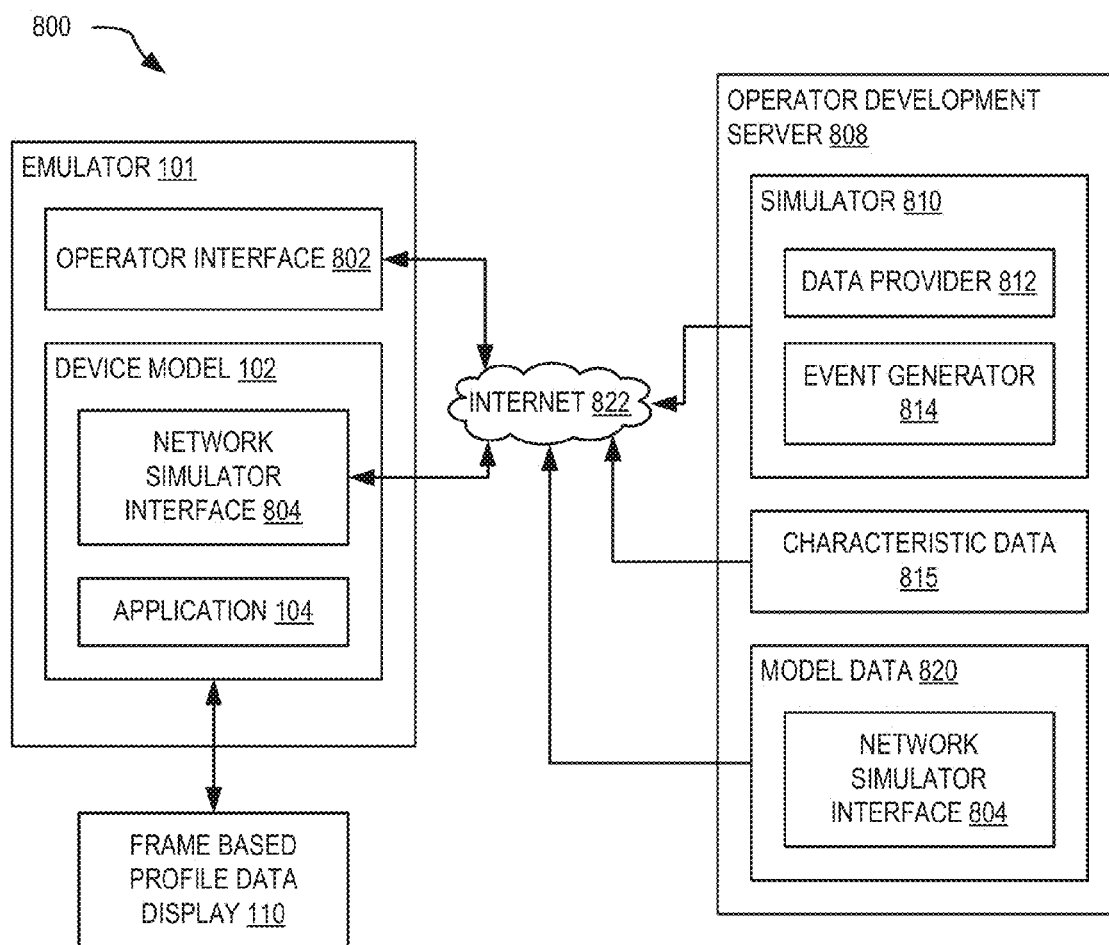 800
EMULATOR 101
OPERATOR INTERFACE 802
DEVICE MODEL 102
NETWORK
SIMULATOR
INTERFACE 804
APPLICATION 104
FRAME BASED
PROFILE DATA
DISPLAY 110
INTERNET 822
OPERATOR DEVELOPMENT
SERVER 808
SIMULATOR 810
DATA PROVIDER 812
EVENT GENERATOR
814
CHARACTERISTIC DATA
815
MODEL DATA 820
NETWORK
SIMULATOR
INTERFACE 804